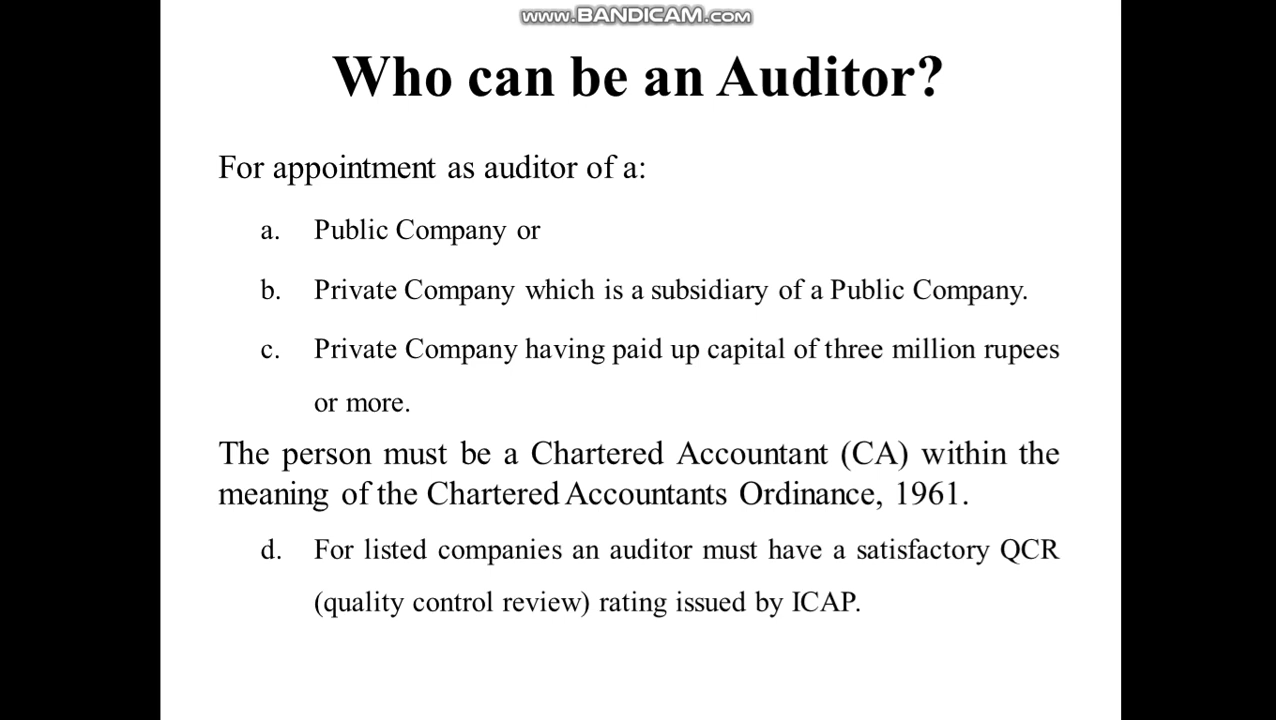 www.BANDICAM.com
Who can be an Auditor?
For appointment as auditor of a:
a. Public Company or
b. Private Company which is a subsidiary of a Public Company.
c. Private Company having paid up capital of three million rupees
or more.
The person must be a Chartered Accountant (CA) within the
meaning of the Chartered Accountants Ordinance, 1961.
d. For listed companies an auditor must have a satisfactory QCR
(quality control review) rating issued by ICAP.